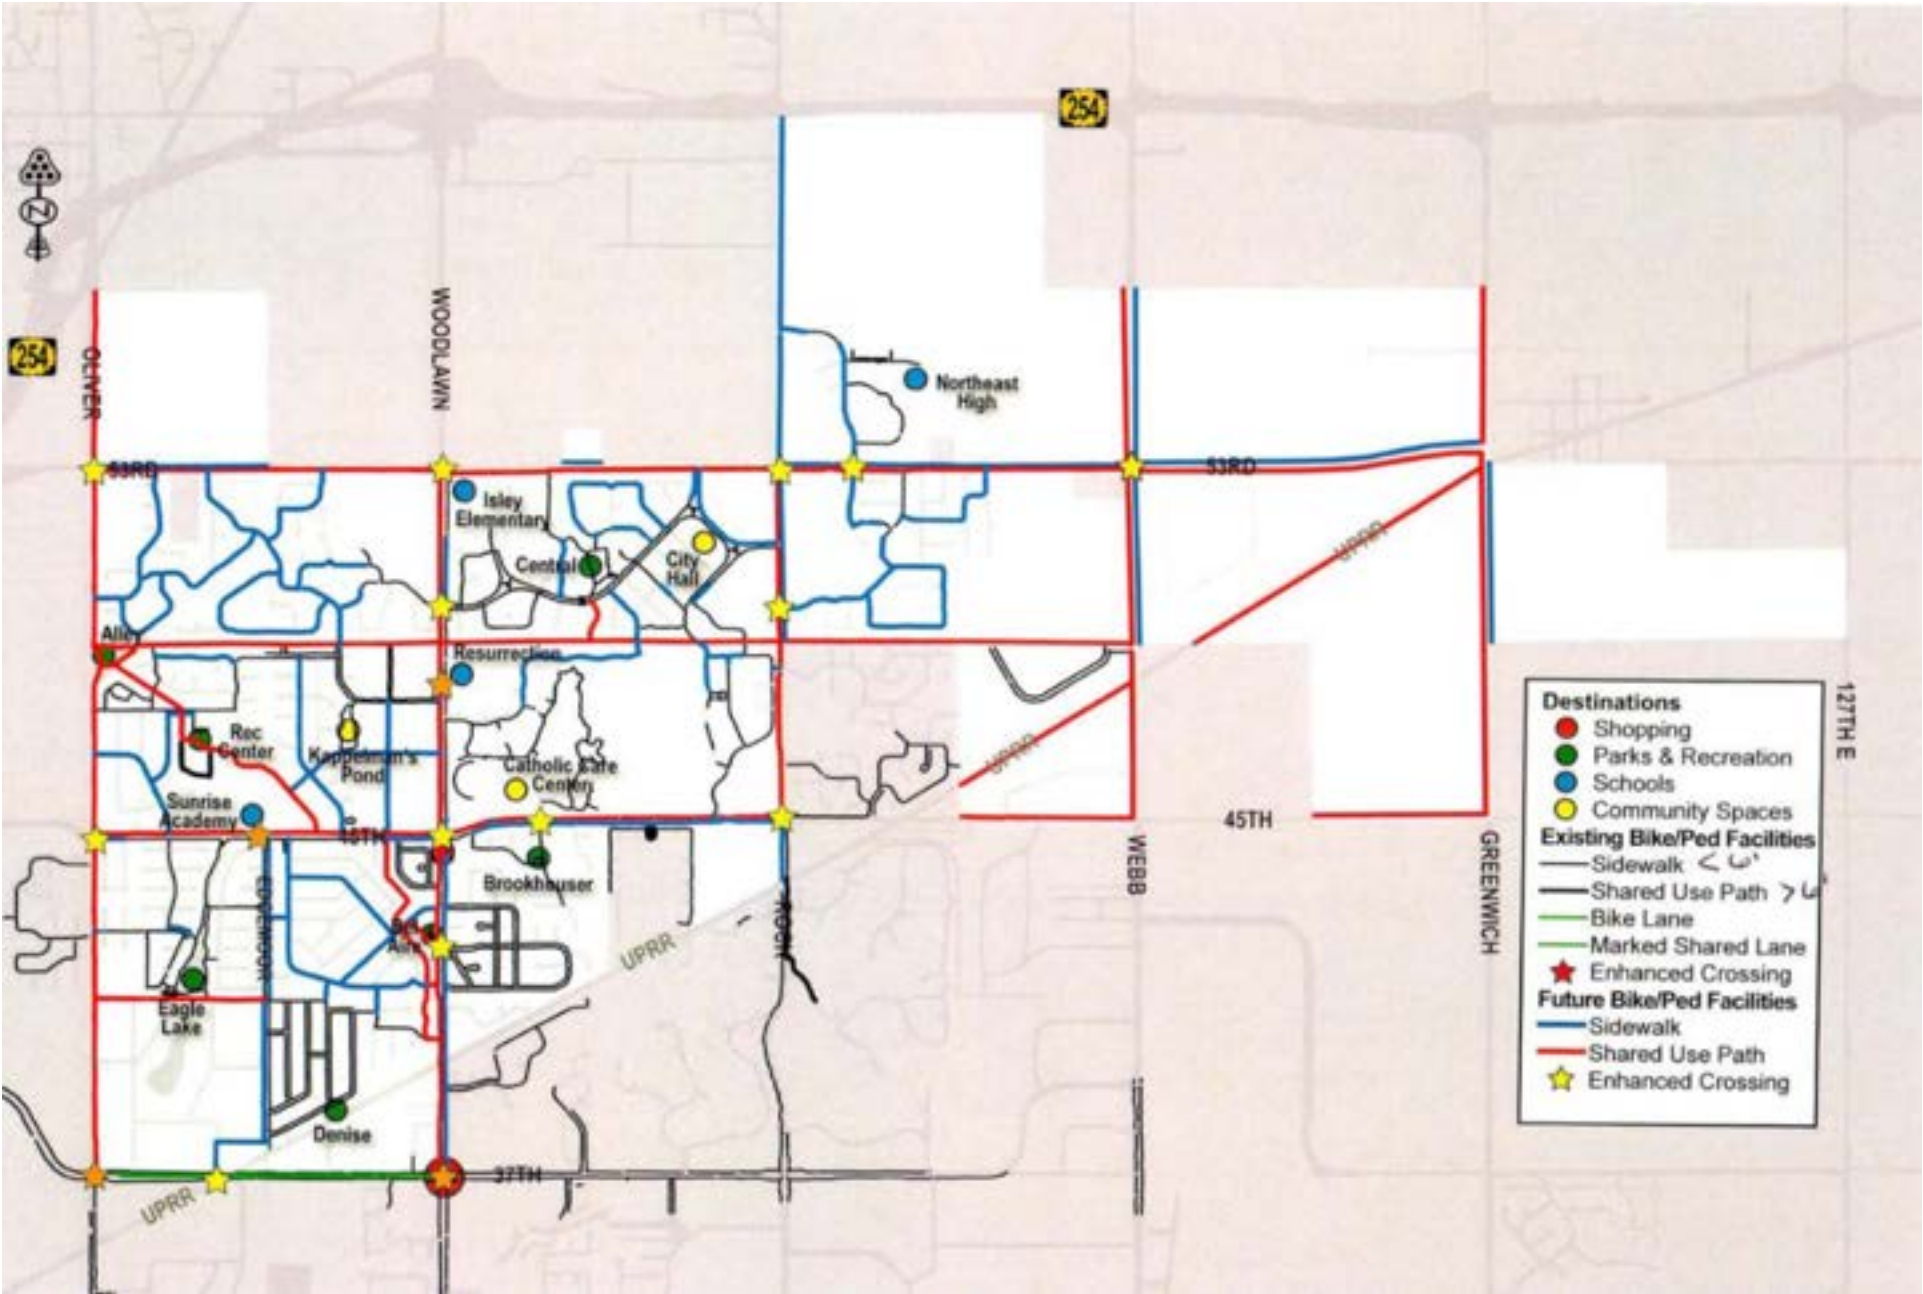 254
N
254
OLIVER
WOODLAWN
Northeast
High
53RD
53RD
Isley
Elementary
Central
City
Hall
UPRR
Resurrection
Rec
Center
Kappelman's
Pond
Catholic Care
Center
UPRR
Sunrise
Academy
45TH
45TH
Brookhouser
WEBB
GREENWICH
127TH E
UPRR
Eagle
Lake
Denise
37TH
UPRR
Destinations
Shopping
Parks & Recreation
Schools
Community Spaces
Existing Bike/Ped Facilities
Sidewalk < 6'
Shared Use Path > 6'
Bike Lane
Marked Shared Lane
Enhanced Crossing
Future Bike/Ped Facilities
Sidewalk
Shared Use Path
Enhanced Crossing